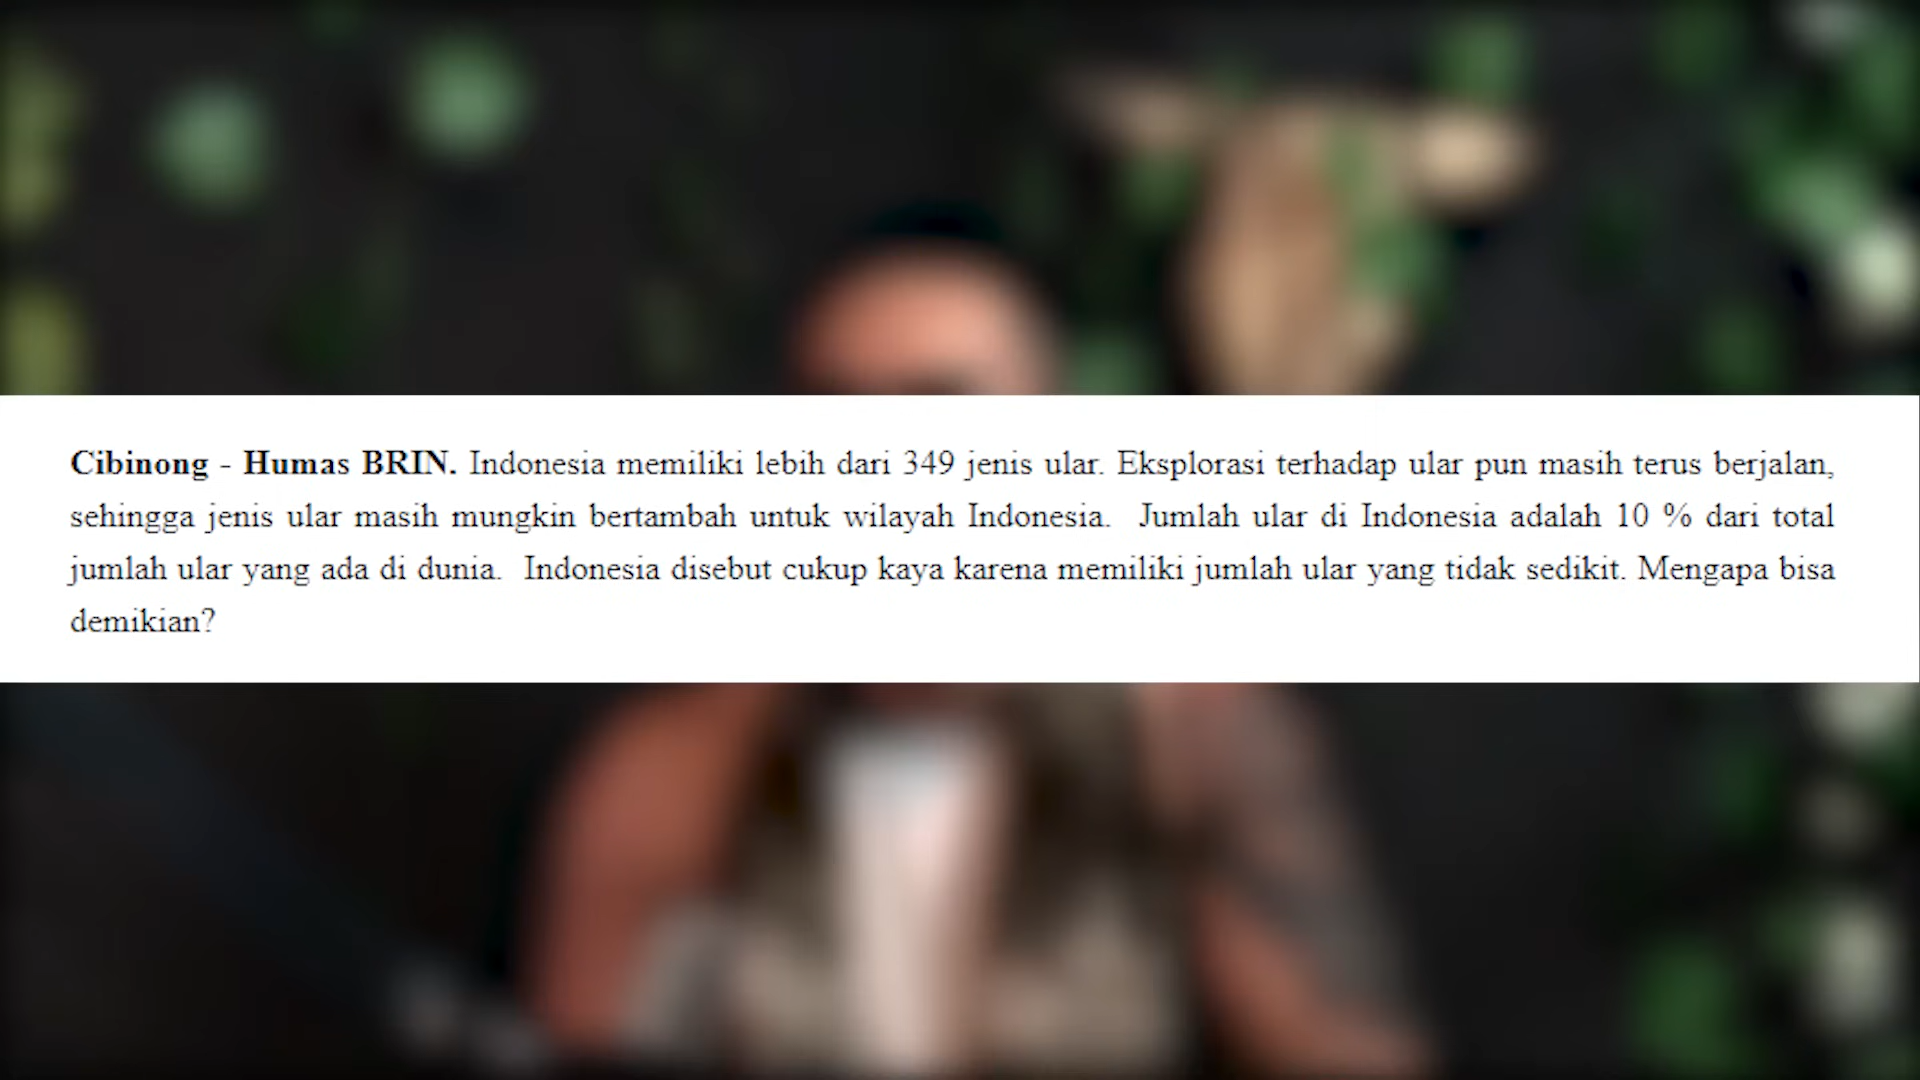 Cibinong - Humas BRIN. Indonesia memiliki lebih dari 349 jenis ular. Eksplorasi terhadap ular pun masih terus berjalan,
sehingga jenis ular masih mungkin bertambah untuk wilayah Indonesia. Jumlah ular di Indonesia adalah 10 % dari total
jumlah ular yang ada di dunia. Indonesia disebut cukup kaya karena memiliki jumlah ular yang tidak sedikit. Mengapa bisa
demikian?